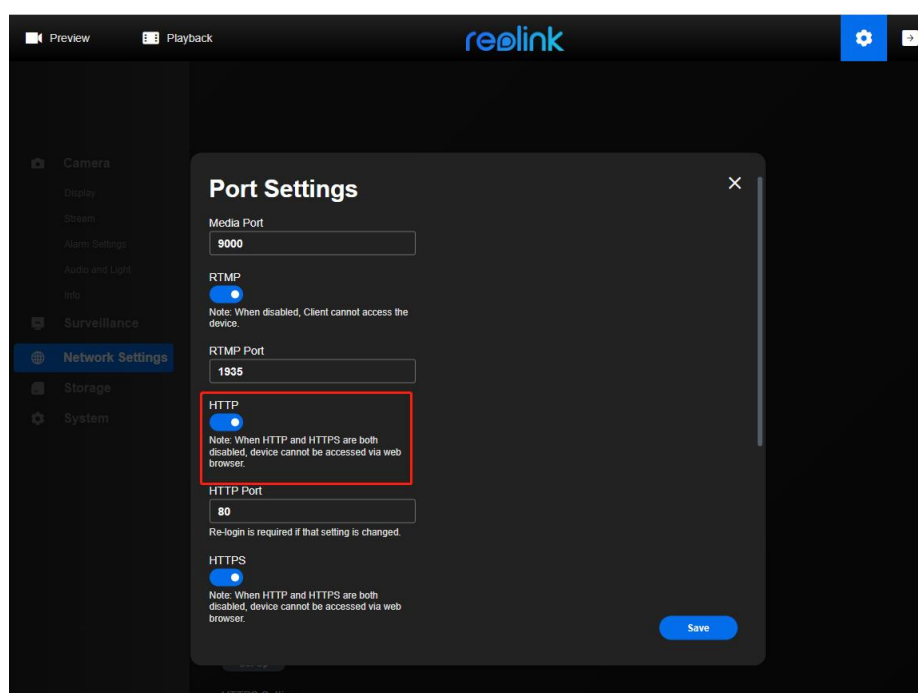 Preview
Playback
reolink
Camera
Display
Stream
Alarm Settings
Audio and Light
Info
Surveillance
Network Settings
Storage
System
Port Settings
Media Port
9000
RTMP
Note: When disabled, Client cannot access the
device.
RTMP Port
1935
HTTP
Note: When HTTP and HTTPS are both
disabled, device cannot be accessed via web
browser.
HTTP Port
80
Re-login is required if that setting is changed.
HTTPS
Note: When HTTP and HTTPS are both
disabled, device cannot be accessed via web
browser.
Save